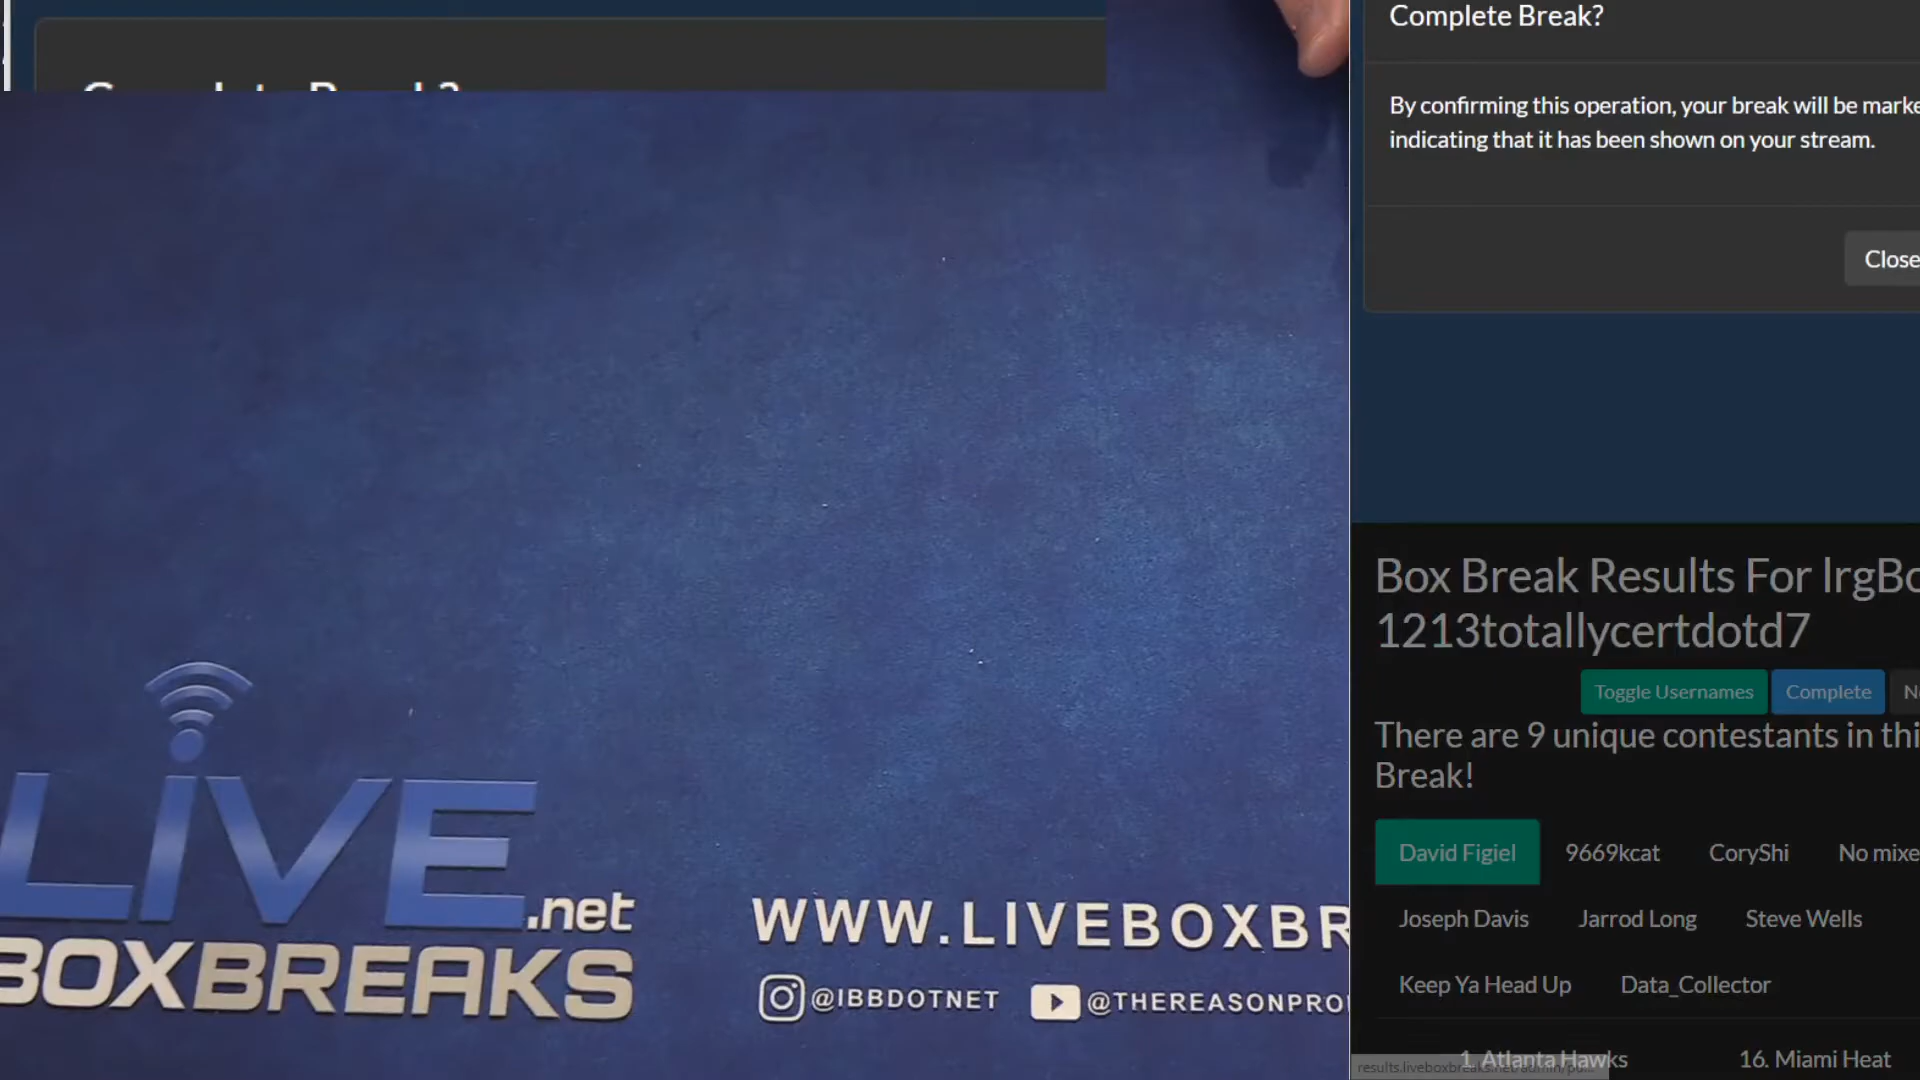 Complete Break?
Complete Break?
By confirming this operation, your break will be marke
indicating that it has been shown on your stream.
Close
Box Break Results For lrgBo
1213totallycertdotd7
Toggle Usernames Complete
There are 9 unique contestants in thi
Break!
David Figiel 9669kcat CoryShi No mixe
Joseph Davis Jarrod Long Steve Wells
Keep Ya Head Up Data_Collector
1. Atlanta Hawks 16. Miami Heat
LIVE.net
BOXBREAKS
WWW.LIVEBOXBR
@IBBDOTNET @THEREASONPRO